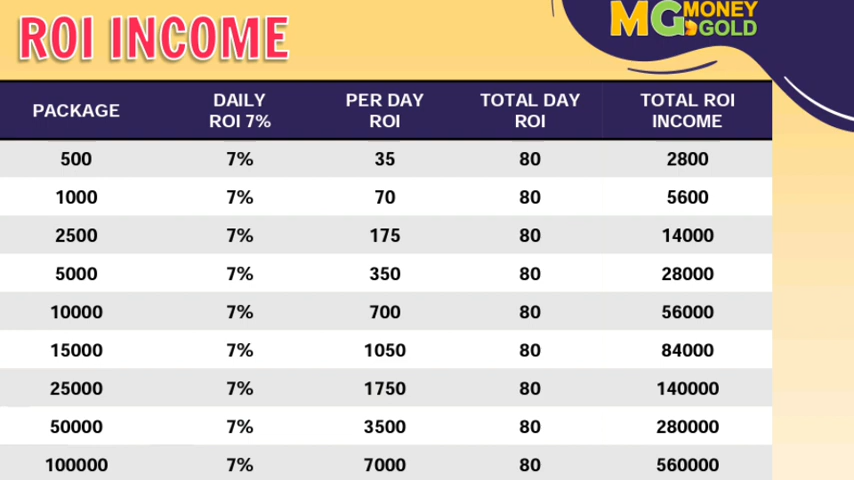 ROI INCOME
MG MONEY GOLD
PACKAGE DAILY ROI 7% PER DAY ROI TOTAL DAY ROI TOTAL ROI INCOME
500 7% 35 80 2800
1000 7% 70 80 5600
2500 7% 175 80 14000
5000 7% 350 80 28000
10000 7% 700 80 56000
15000 7% 1050 80 84000
25000 7% 1750 80 140000
50000 7% 3500 80 280000
100000 7% 7000 80 560000